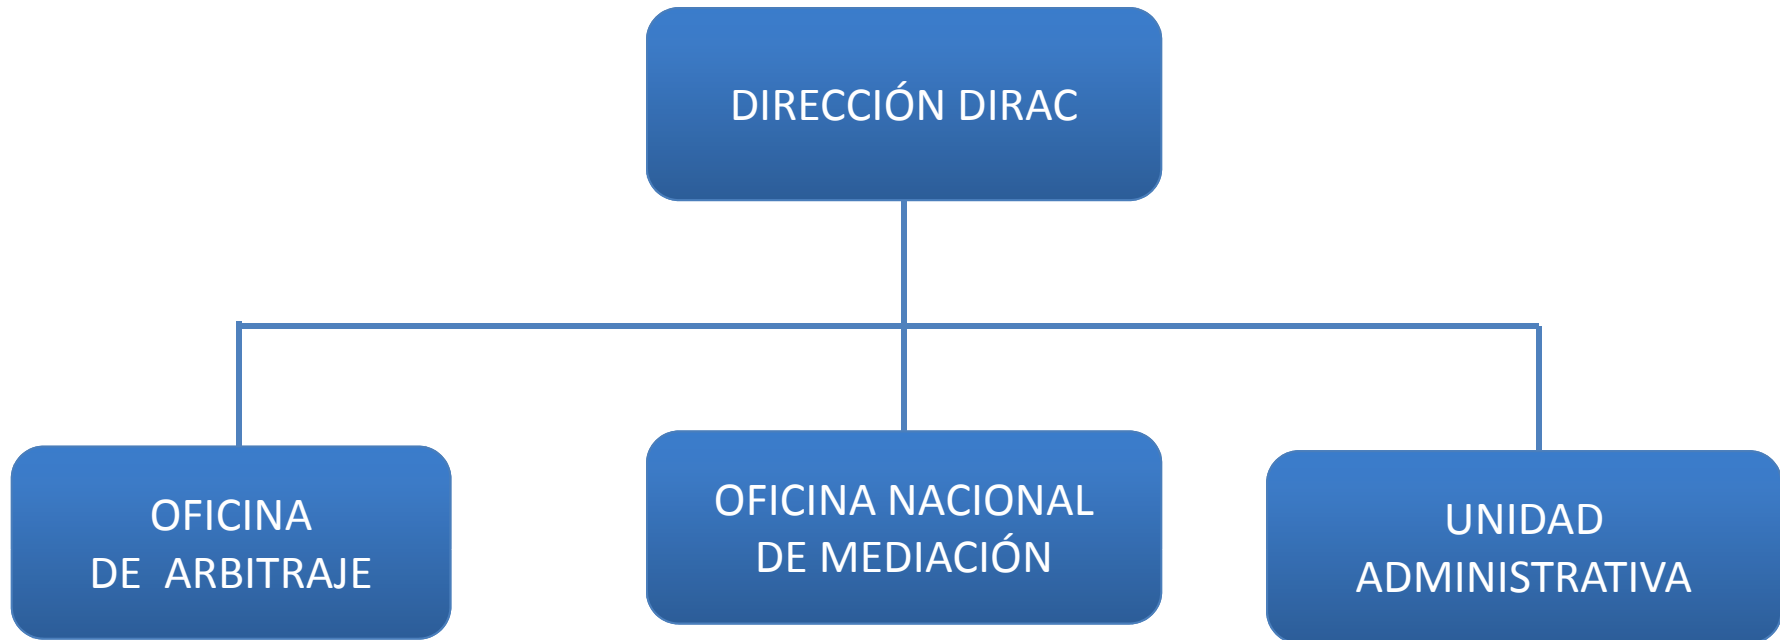 DIRECCIÓN DIRAC
OFICINA
DE ARBITRAJE
OFICINA NACIONAL
DE MEDIACIÓN
UNIDAD
ADMINISTRATIVA